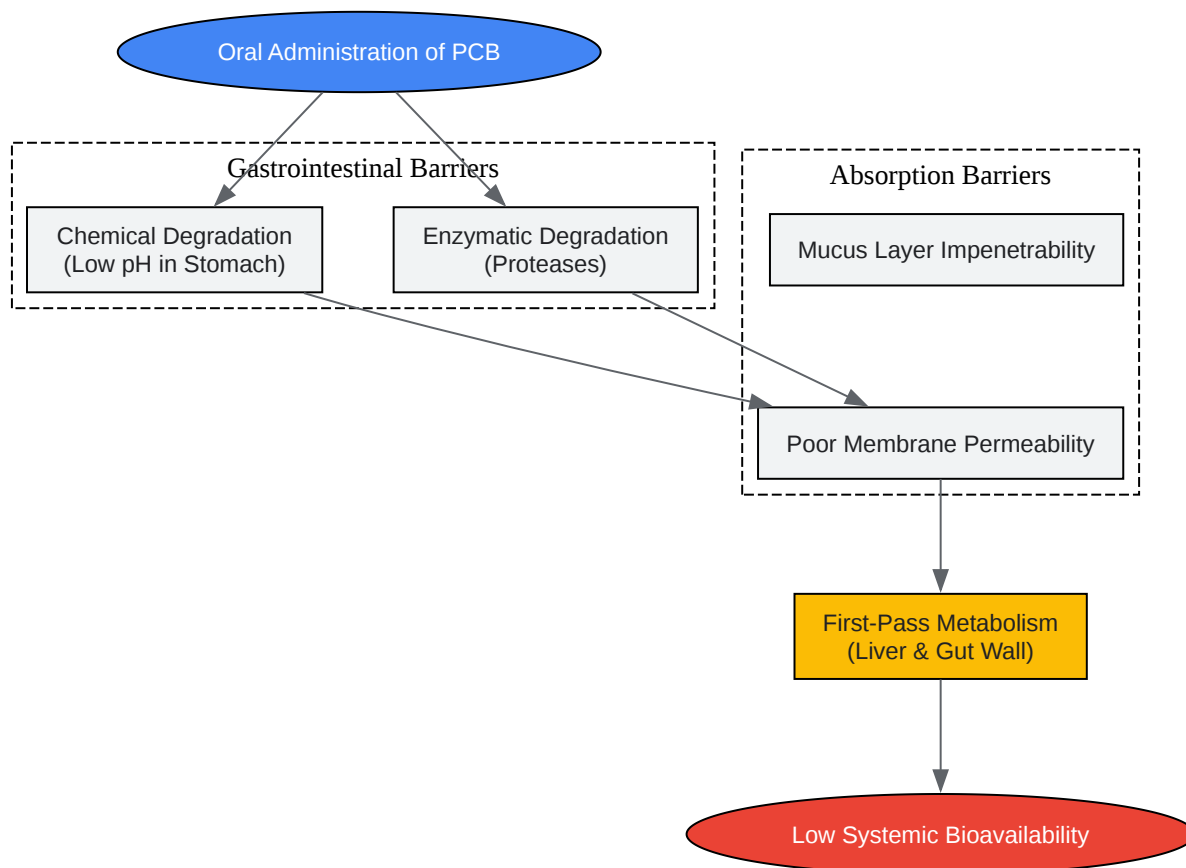 Oral Administration of PCB
Gastrointestinal Barriers
Chemical Degradation
(Low pH in Stomach)
Enzymatic Degradation
(Proteases)
Absorption Barriers
Mucus Layer Impenetrability
Poor Membrane Permeability
First-Pass Metabolism
(Liver & Gut Wall)
Low Systemic Bioavailability